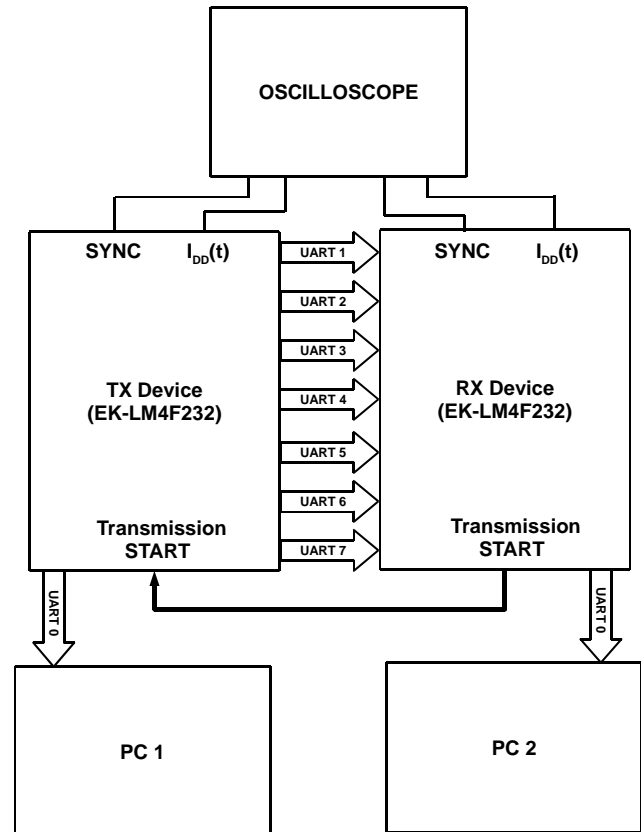 OSCILLOSCOPE
SYNC
I_DD(t)
SYNC
I_DD(t)
UART 1
UART 2
UART 3
UART 4
UART 5
UART 6
UART 7
TX Device
(EK-LM4F232)
RX Device
(EK-LM4F232)
Transmission
START
Transmission
START
UART 0
UART 0
PC 1
PC 2